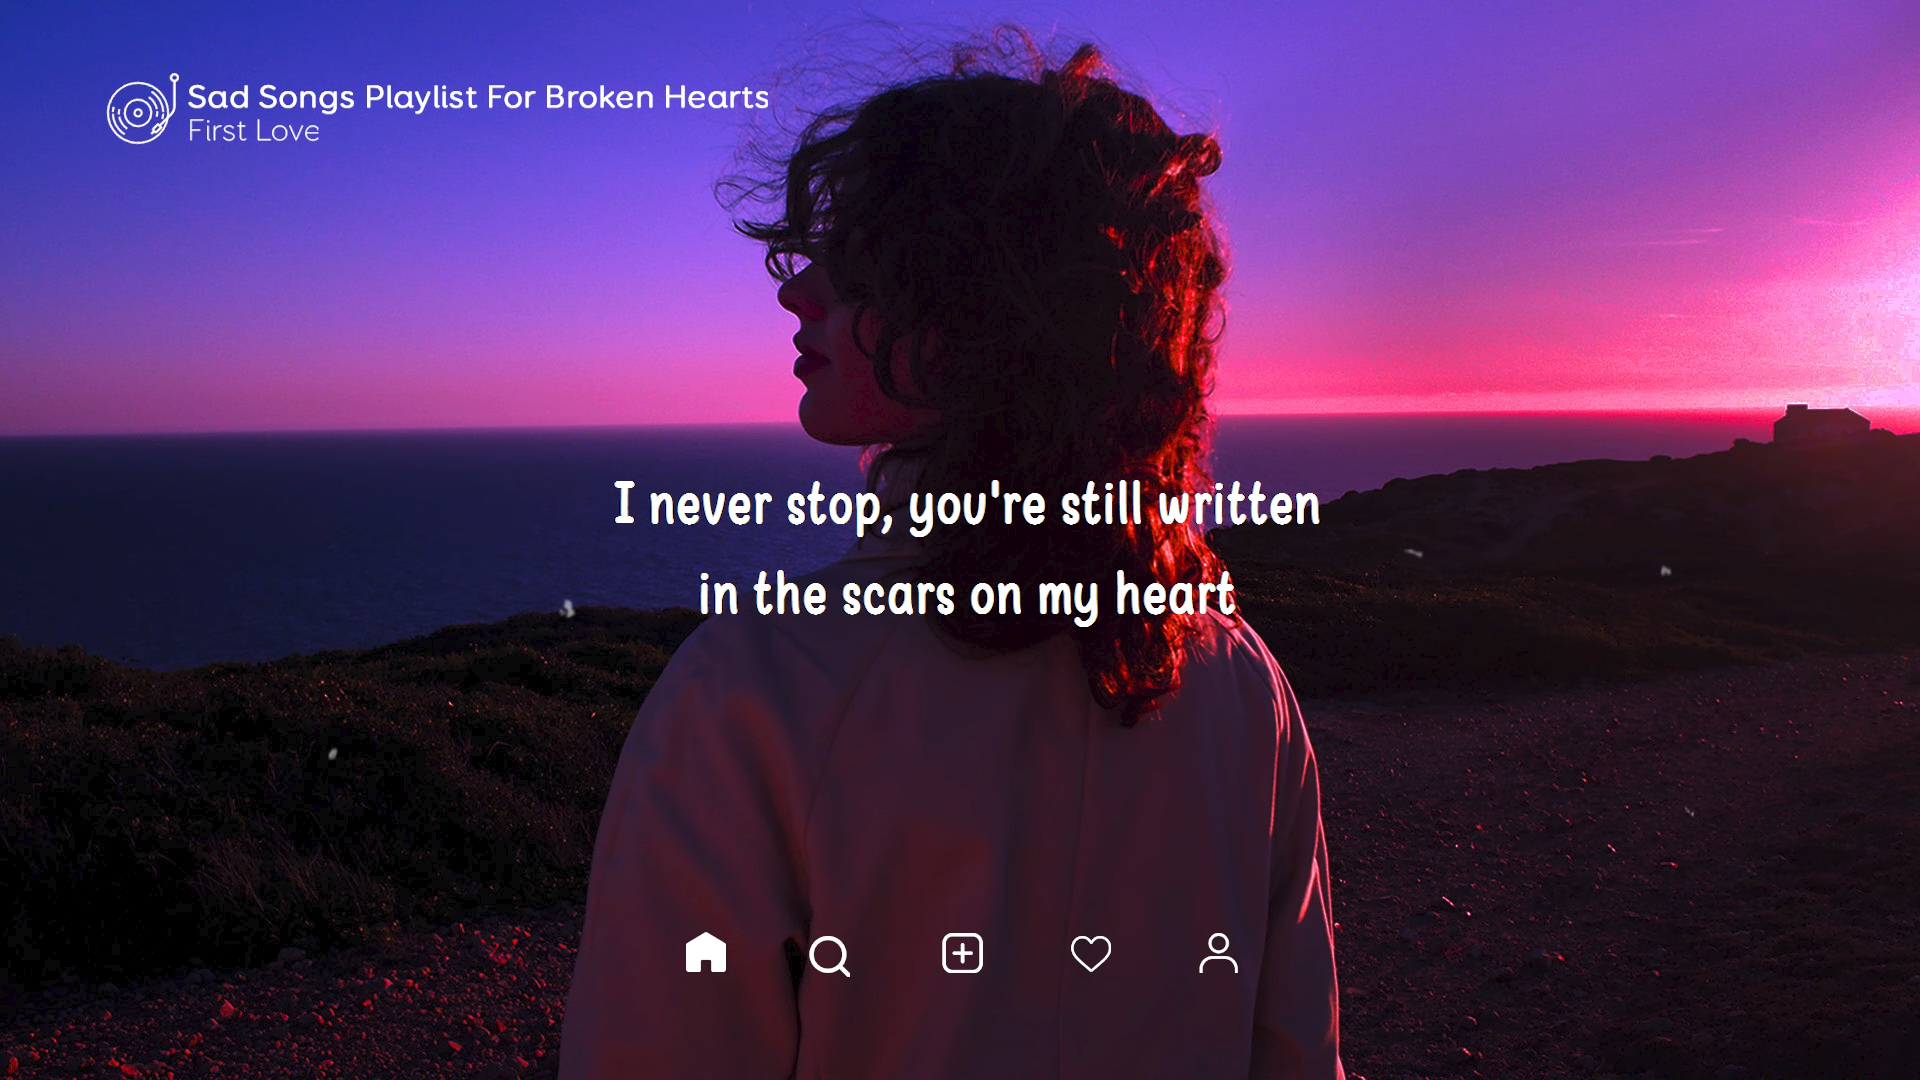 Sad Songs Playlist For Broken Hearts
First Love
I never stop, you're still written
in the scars on my heart